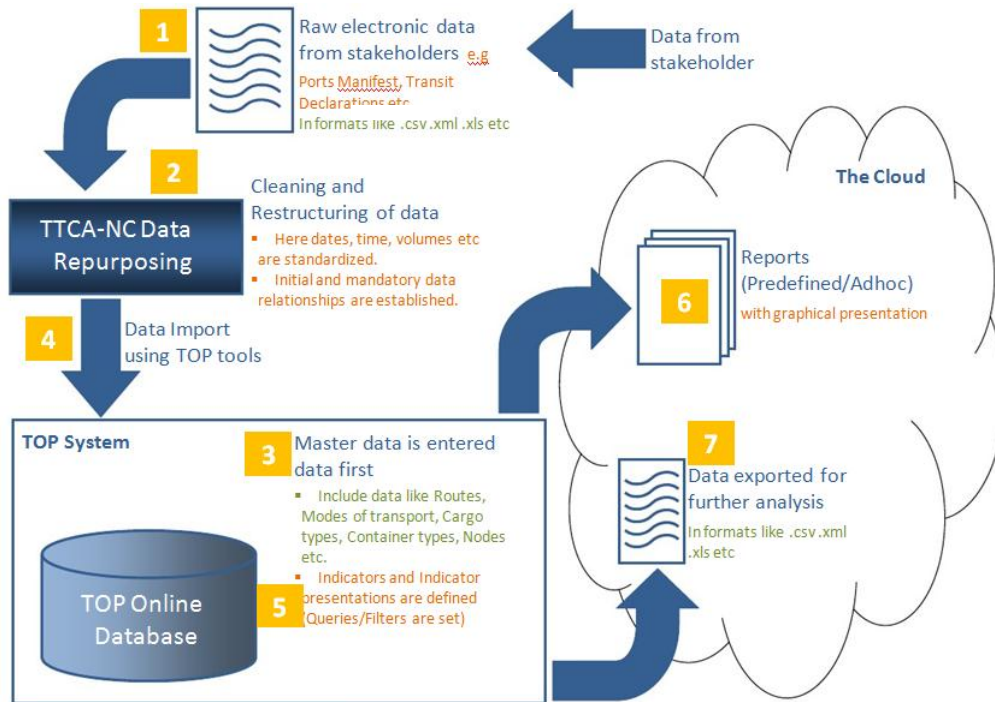 1
Raw electronic data
from stakeholders e.g
Ports Manifest, Transit
Declarations etc
In formats like .csv .xml .xls etc
Data from
stakeholder
2
TTCA-NC Data
Repurposing
Cleaning and
Restructuring of data
▪ Here dates, time, volumes etc
are standardized.
▪ Initial and mandatory data
relationships are established.
4
Data Import
using TOP tools
The Cloud
6
Reports
(Predefined/Adhoc)
with graphical presentation
TOP System
3
Master data is entered
data first
▪ Include data like Routes,
Modes of transport, Cargo
types, Container types, Nodes
etc.
▪ Indicators and Indicator
presentations are defined
(Queries/Filters are set)
5
TOP Online
Database
7
Data exported for
further analysis
In formats like .csv .xml
.xls etc